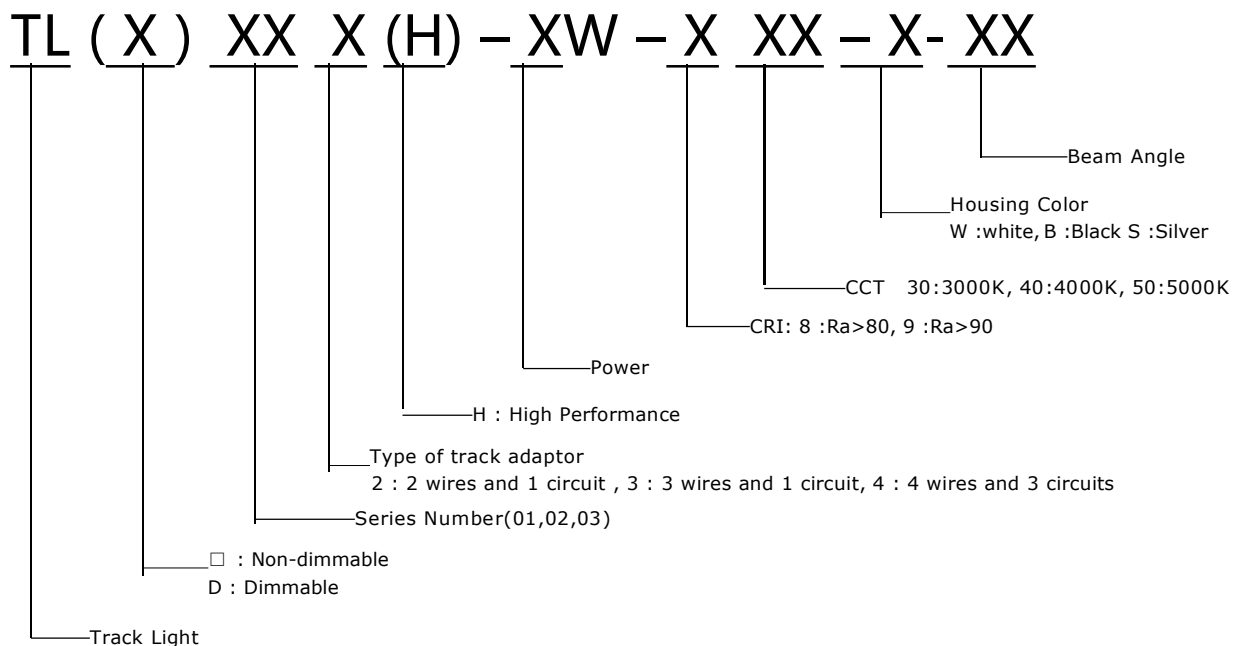 TL ( X ) XX X (H) – XW – X XX – X- XX
Beam Angle
Housing Color
W :white, B :Black S :Silver
CCT 30:3000K, 40:4000K, 50:5000K
CRI: 8 :Ra>80, 9 :Ra>90
Power
H : High Performance
Type of track adaptor
2 : 2 wires and 1 circuit , 3 : 3 wires and 1 circuit, 4 : 4 wires and 3 circuits
Series Number(01,02,03)
□ : Non-dimmable
D : Dimmable
Track Light